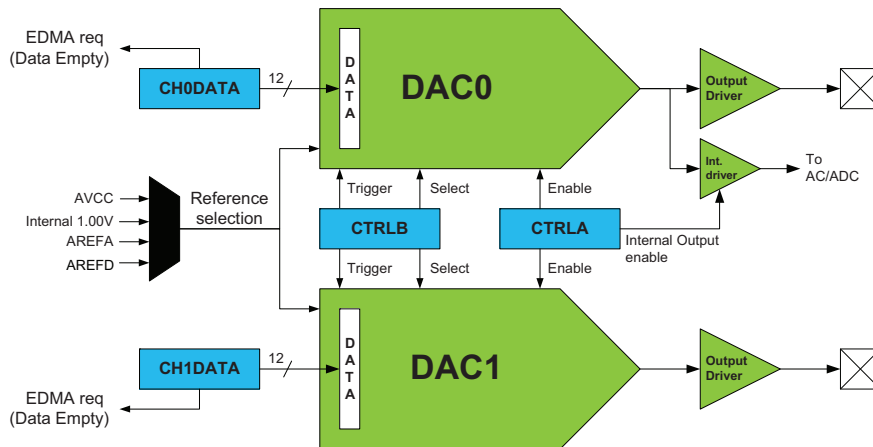 EDMA req
(Data Empty)
CH0DATA
12
DATA
DAC0
Output
Driver
Int.
driver
To
AC/ADC
AVCC
Internal 1.00V
AREFA
AREFD
Reference
selection
Trigger
Select
Enable
CTRLB
CTRLA
Internal Output
enable
Trigger
Select
Enable
CH1DATA
12
DATA
DAC1
Output
Driver
EDMA req
(Data Empty)